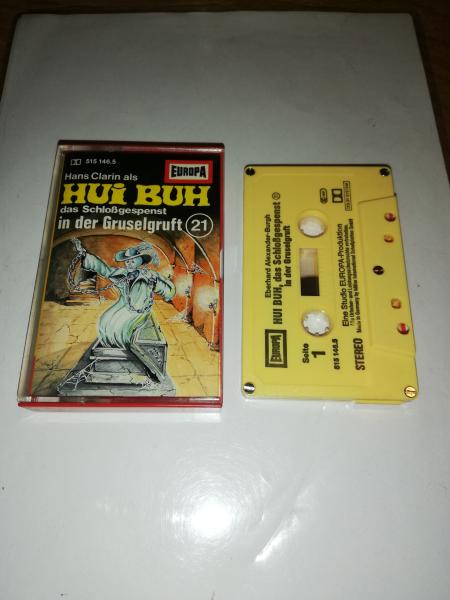 515 146.5
EUROPA
Hans Clarin als
HUI BUH
das Schloßgespenst
in der Gruselgruft 21
Eberhard Alexander-Burgh
HUI BUH, das Schloßgespenst
in der Gruselgruft
EUROPA
Seite
1
Eine Studio EUROPA-Produktion
STEREO
515 146.5